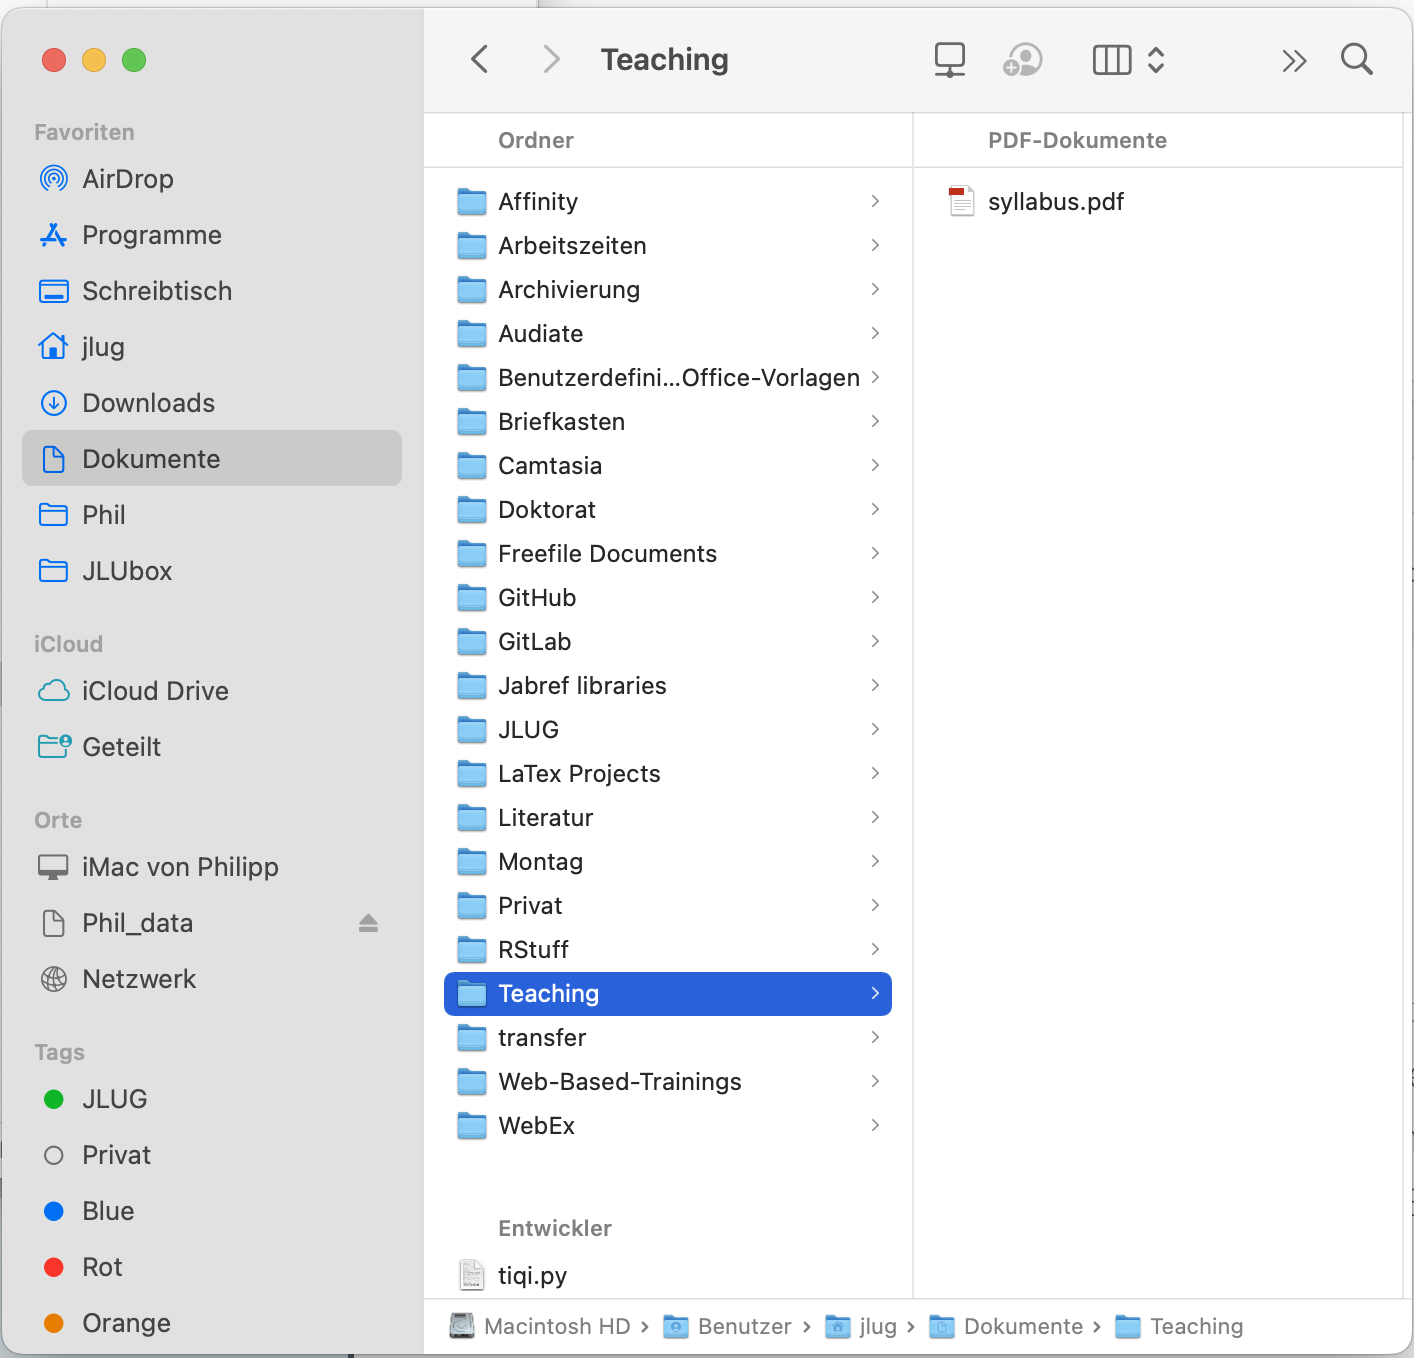 Teaching
Favoriten
AirDrop
Programme
Schreibtisch
jlug
Downloads
Dokumente
Phil
JLUbox
iCloud
iCloud Drive
Geteilt
Orte
iMac von Philipp
Phil_data
Netzwerk
Tags
JLUG
Privat
Blue
Rot
Orange
Ordner
Affinity
Arbeitszeiten
Archivierung
Audiate
Benutzerdefini...Office-Vorlagen
Briefkasten
Camtasia
Doktorat
Freefile Documents
GitHub
GitLab
Jabref libraries
JLUG
LaTex Projects
Literatur
Montag
Privat
RStuff
Teaching
transfer
Web-Based-Trainings
WebEx
Entwickler
tiqi.py
PDF-Dokumente
syllabus.pdf
Macintosh HD › Benutzer › jlug › Dokumente › Teaching